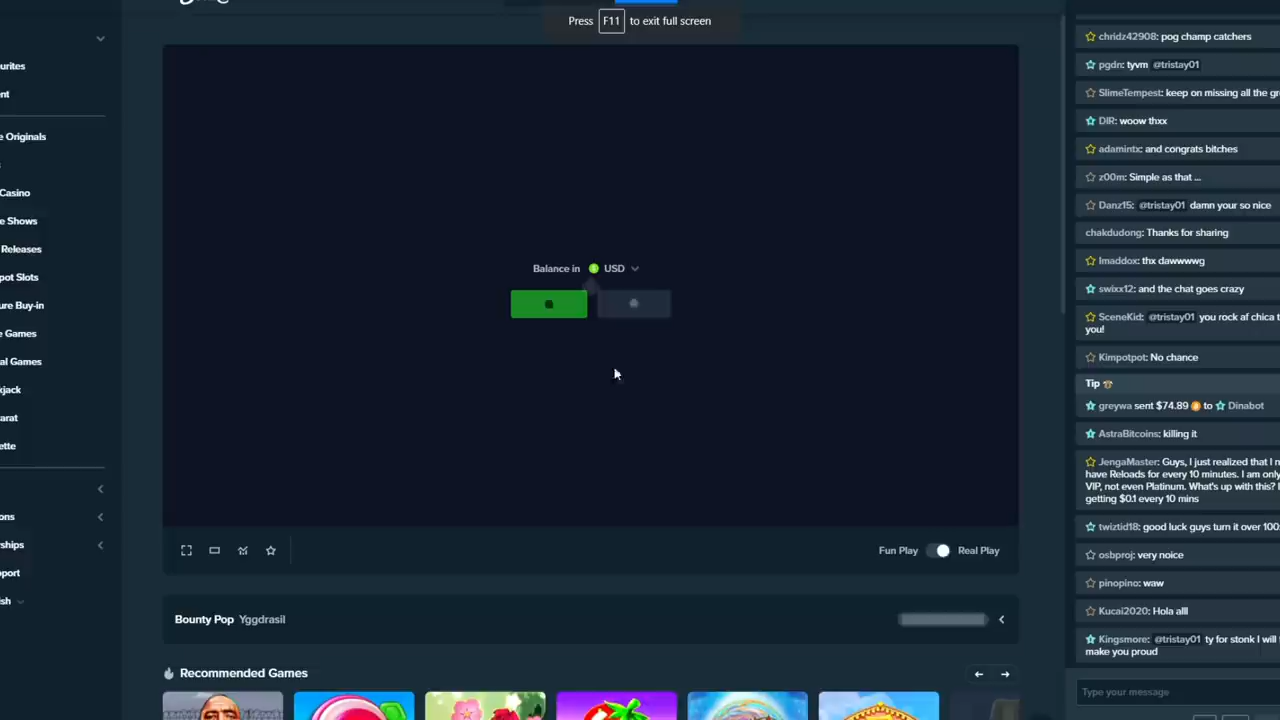 Press F11 to exit full screen
urites
nt
e Originals
Casino
e Shows
Releases
pot Slots
ure Buy-in
e Games
al Games
kjack
arat
ette
ons
rships
port
sh
Balance in USD
Fun Play Real Play
Bounty Pop Yggdrasil
Recommended Games
chridz42908: pog champ catchers
pgdn: tyvm @tristay01
SlimeTempest: keep on missing all the gr
DIR: woow thxx
adamintx: and congrats bitches
z00m: Simple as that ...
Danz15: @tristay01 damn your so nice
chakdudong: Thanks for sharing
lmaddox: thx dawwwwg
swixx12: and the chat goes crazy
SceneKid: @tristay01 you rock af chica t
you!
Kimpotpot: No chance
Tip
greywa sent $74.89 to Dinabot
AstraBitcoins: killing it
JengaMaster: Guys, I just realized that I n
have Reloads for every 10 minutes. I am only
VIP, not even Platinum. What's up with this? I
getting $0.1 every 10 mins
twiztid18: good luck guys turn it over 100
osbproj: very noice
pinopino: waw
Kucai2020: Hola alll
Kingsmore: @tristay01 ty for stonk I will
make you proud
Type your message